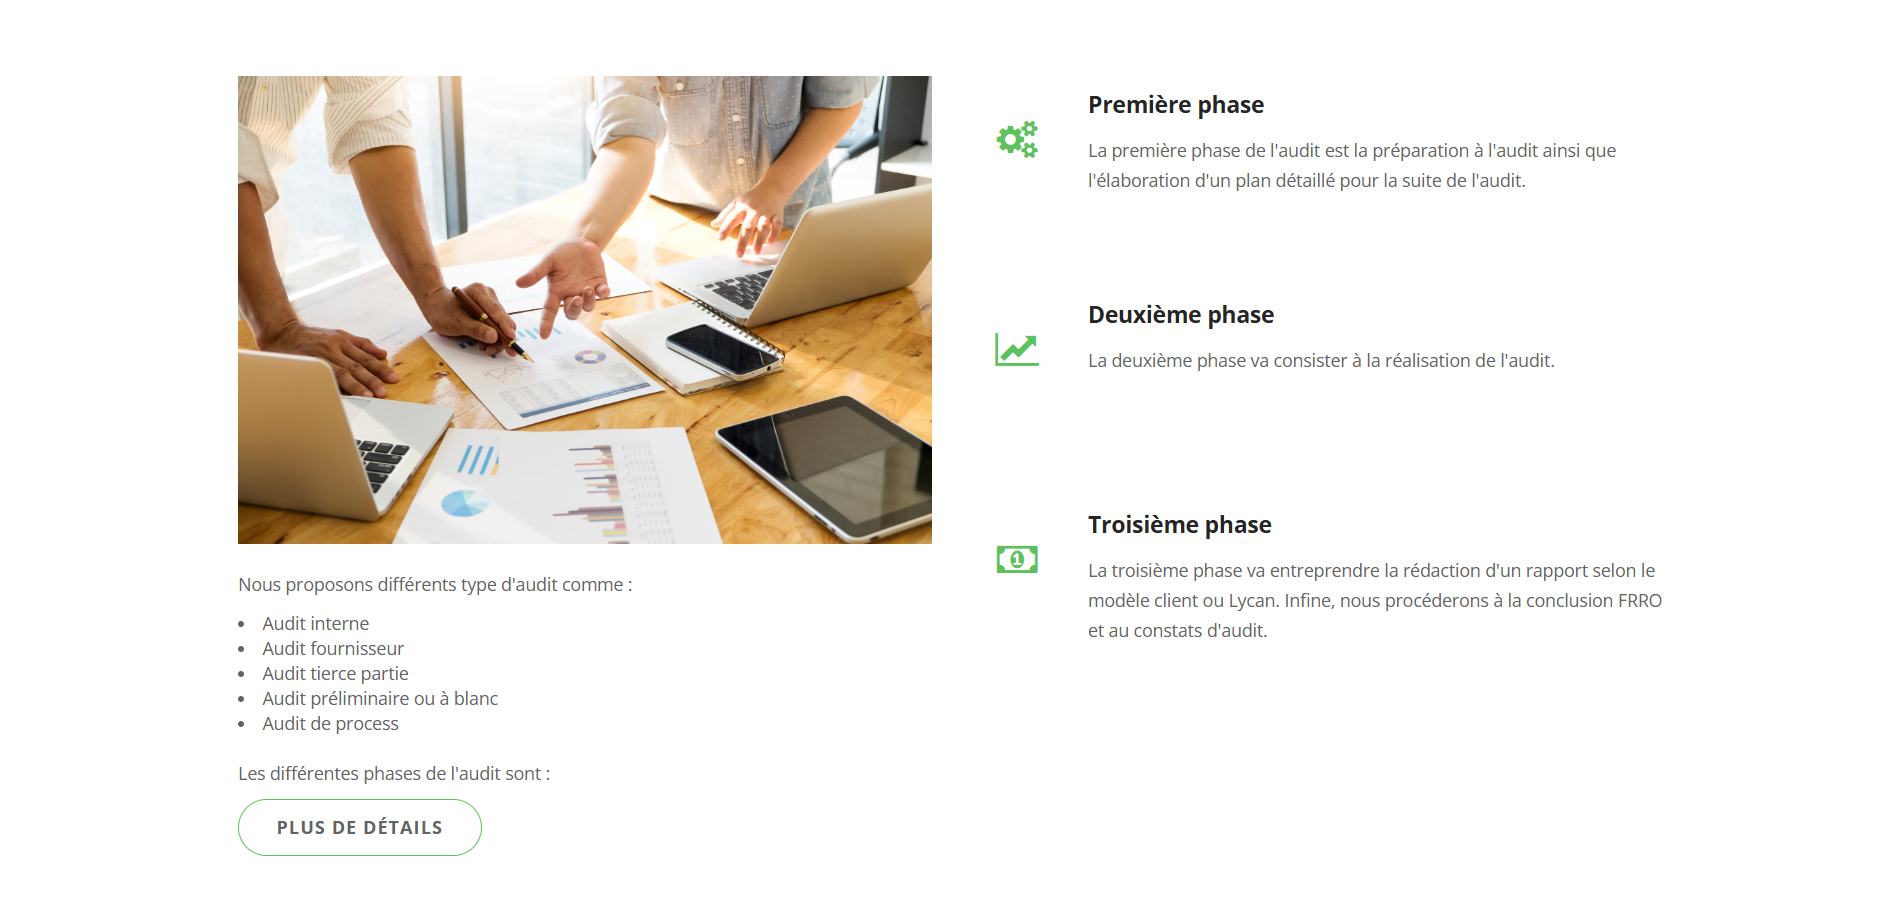 Nous proposons différents type d'audit comme :
Audit interne
Audit fournisseur
Audit tierce partie
Audit préliminaire ou à blanc
Audit de process
Les différentes phases de l'audit sont :
PLUS DE DÉTAILS
Première phase
La première phase de l'audit est la préparation à l'audit ainsi que
l'élaboration d'un plan détaillé pour la suite de l'audit.
Deuxième phase
La deuxième phase va consister à la réalisation de l'audit.
Troisième phase
La troisième phase va entreprendre la rédaction d'un rapport selon le
modèle client ou Lycan. Infine, nous procéderons à la conclusion FRRO
et au constats d'audit.